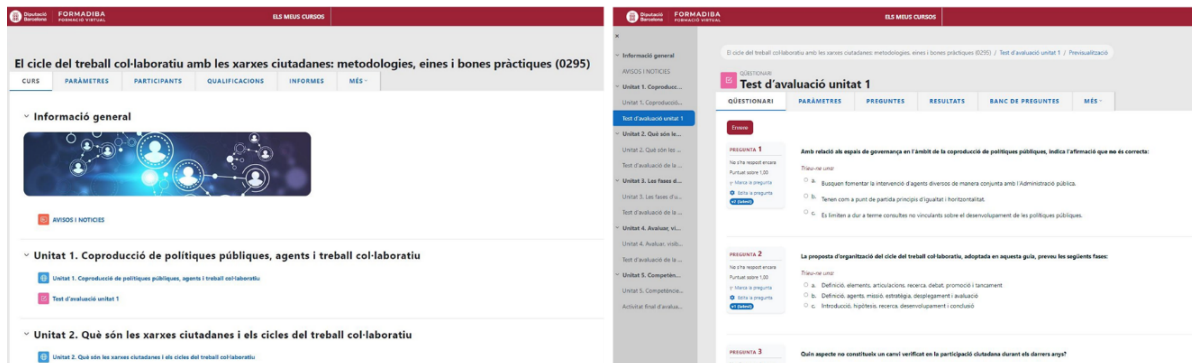 Diputació
Barcelona
FORMADIBA
FORMACIÓ VIRTUAL
ELS MEUS CURSOS
El cicle del treball col·laboratiu amb les xarxes ciutadanes: metodologies, eines i bones pràctiques (0295)
CURS PARÀMETRES PARTICIPANTS QUALIFICACIONS INFORMES MÉS
Informació general
AVISOS I NOTICIES
Unitat 1. Coproducció de polítiques públiques, agents i treball col·laboratiu
Unitat 1. Coproducció de polítiques públiques, agents i treball col·laboratiu
Test d'avaluació unitat 1
Unitat 2. Què són les xarxes ciutadanes i els cicles del treball col·laboratiu
Unitat 2. Què són les xarxes ciutadanes i els cicles del treball col·laboratiu
Diputació
Barcelona
FORMADIBA
FORMACIÓ VIRTUAL
ELS MEUS CURSOS
Informació general
AVISOS I NOTICIES
Unitat 1. Coproducc...
Unitat 1. Coproducció...
Test d'avaluació unitat 1
Unitat 2. Què són le...
Unitat 2. Què són les ...
Test d'avaluació de la ...
Unitat 3. Les fases d...
Unitat 3. Les fases d'u...
Test d'avaluació de la ...
Unitat 4. Avaluar, vi...
Unitat 4. Avaluar, visib...
Test d'avaluació de la ...
Unitat 5. Competèn...
Unitat 5. Competèncie...
Activitat final d'avalua...
El cicle del treball col·laboratiu amb les xarxes ciutadanes: metodologies, eines i bones pràctiques (0295) / Test d'avaluació unitat 1 / Previsualització
QÜESTIONARI
Test d'avaluació unitat 1
QÜESTIONARI PARÀMETRES PREGUNTES RESULTATS BANC DE PREGUNTES MÉS
Enrere
PREGUNTA 1
No s'ha respost encara
Puntuat sobre 1,00
Marca la pregunta
Edita la pregunta
Amb relació als espais de governança en l'àmbit de la coproducció de polítiques públiques, indica l'afirmació que no és correcta:
Trieu-ne una:
a. Busquen fomentar la intervenció d'agents diversos de manera conjunta amb l'Administració pública.
b. Tenen com a punt de partida principis d'igualtat i horitzontalitat.
c. Es limiten a dur a terme consultes no vinculants sobre el desenvolupament de les polítiques públiques.
PREGUNTA 2
No s'ha respost encara
Puntuat sobre 1,00
Marca la pregunta
Edita la pregunta
La proposta d'organització del cicle del treball col·laboratiu, adoptada en aquesta guia, preveu les següents fases:
Trieu-ne una:
a. Definició, elements, articulacions, recerca, debat, promoció i tancament
b. Definició, agents, missió, estratègia, desplegament i avaluació
c. Introducció, hipòtesis, recerca, desenvolupament i conclusió
PREGUNTA 3
Quin aspecte no constitueix un canvi verificat en la participació ciutadana durant els darrers anys?